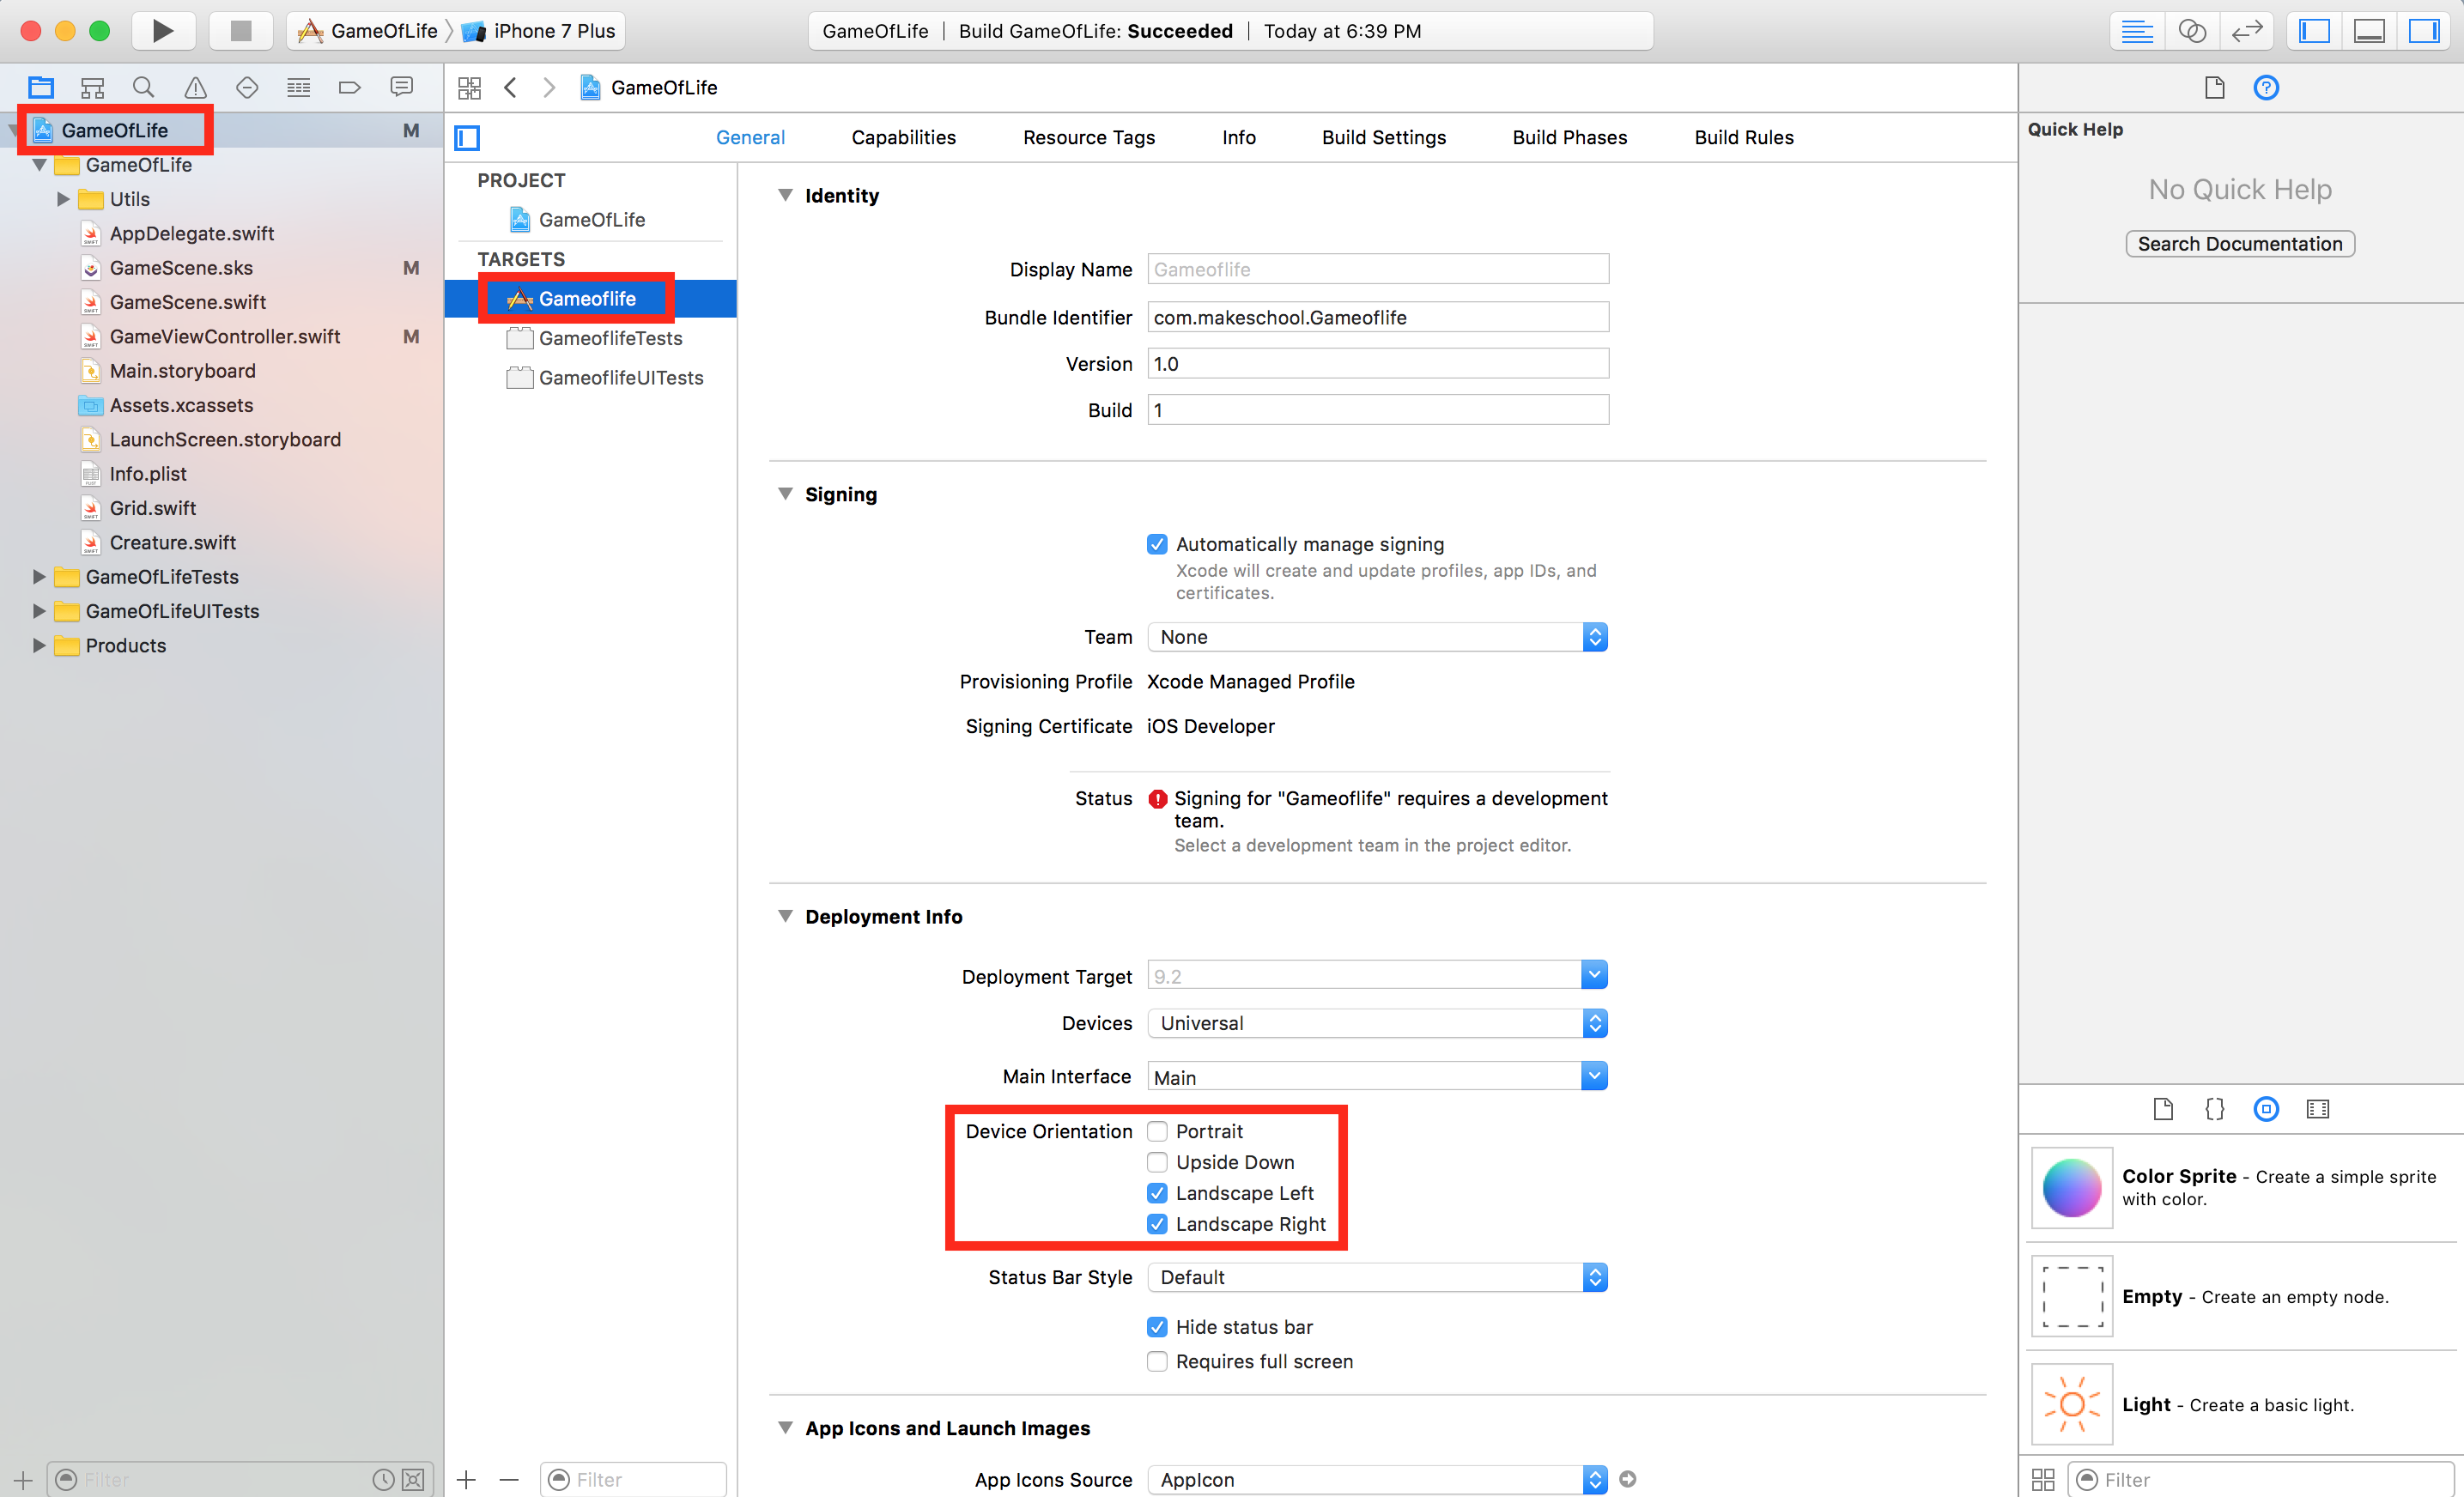 GameOfLife
iPhone 7 Plus
GameOfLife | Build GameOfLife: Succeeded | Today at 6:39 PM
GameOfLife M
GameOfLife
Utils
AppDelegate.swift
GameScene.sks M
GameScene.swift
GameViewController.swift M
Main.storyboard
Assets.xcassets
LaunchScreen.storyboard
Info.plist
Grid.swift
Creature.swift
GameOfLifeTests
GameOfLifeUITests
Products
Filter
GameOfLife
General Capabilities Resource Tags Info Build Settings Build Phases Build Rules
PROJECT
GameOfLife
TARGETS
Gameoflife
GameoflifeTests
GameoflifeUITests
Filter
Identity
Display Name Gameoflife
Bundle Identifier com.makeschool.Gameoflife
Version 1.0
Build 1
Signing
Automatically manage signing
Xcode will create and update profiles, app IDs, and
certificates.
Team None
Provisioning Profile Xcode Managed Profile
Signing Certificate iOS Developer
Status Signing for "Gameoflife" requires a development
team.
Select a development team in the project editor.
Deployment Info
Deployment Target 9.2
Devices Universal
Main Interface Main
Device Orientation Portrait
Upside Down
Landscape Left
Landscape Right
Status Bar Style Default
Hide status bar
Requires full screen
App Icons and Launch Images
App Icons Source AppIcon
Quick Help
No Quick Help
Search Documentation
Color Sprite - Create a simple sprite
with color.
Empty - Create an empty node.
Light - Create a basic light.
Filter